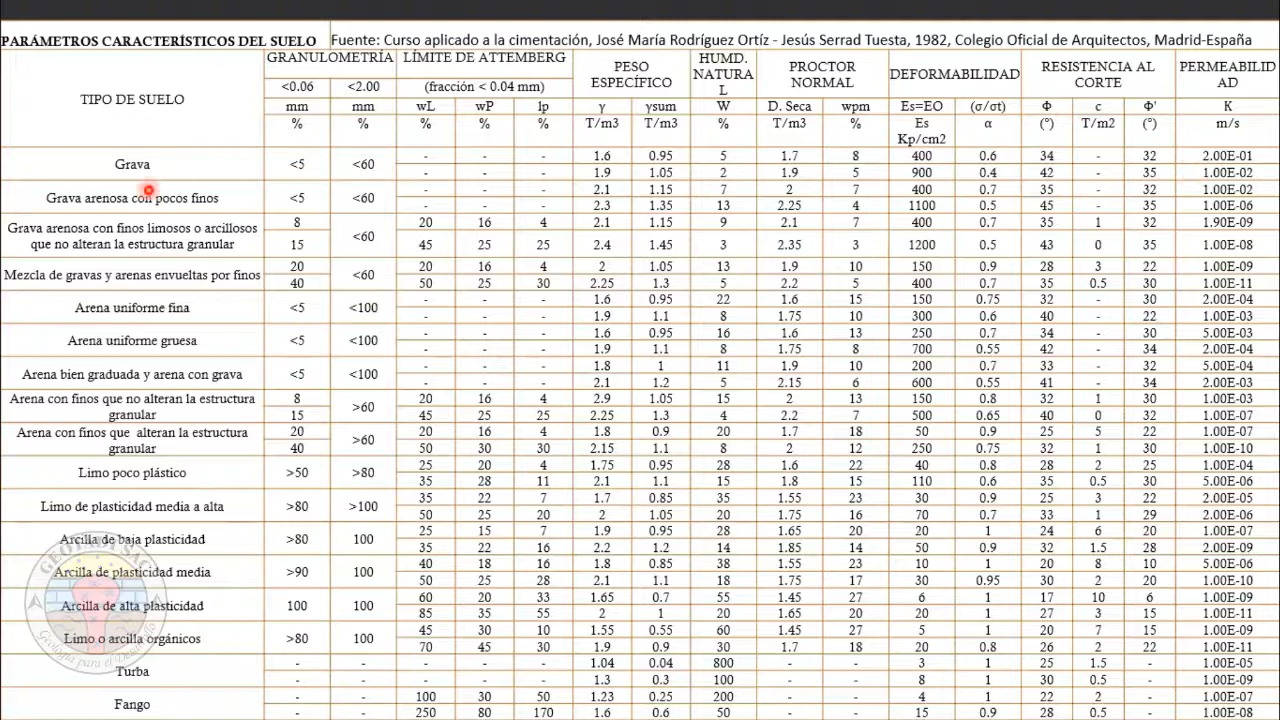 PARÁMETROS CARACTERÍSTICOS DEL SUELO Fuente: Curso aplicado a la cimentación, José María Rodríguez Ortíz - Jesús Serrad Tuesta, 1982, Colegio Oficial de Arquitectos, Madrid-España
TIPO DE SUELO GRANULOMETRÍA LÍMITE DE ATTEMBERG PESO ESPECÍFICO HUMD. NATURAL PROCTOR NORMAL DEFORMABILIDAD RESISTENCIA AL CORTE PERMEABILIDAD
<0.06 <2.00 (fracción < 0.04 mm)
mm mm wL wP lp γ γsum W D. Seca wpm Es=EO (σ/σt) Φ c Φ' K
% % % % % T/m3 T/m3 % T/m3 % Es Kp/cm2 α (°) T/m2 (°) m/s
Grava <5 <60 - - - 1.6 0.95 5 1.7 8 400 0.6 34 - 32 2.00E-01
- - - 1.9 1.05 2 1.9 5 900 0.4 42 - 35 1.00E-02
Grava arenosa con pocos finos <5 <60 - - - 2.1 1.15 7 2 7 400 0.7 35 - 32 1.00E-02
- - - 2.3 1.35 13 2.25 4 1100 0.5 45 - 35 1.00E-06
Grava arenosa con finos limosos o arcillosos 8 <60 20 16 4 2.1 1.15 9 2.1 7 400 0.7 35 1 32 1.90E-09
que no alteran la estructura granular 15 45 25 25 2.4 1.45 3 2.35 3 1200 0.5 43 0 35 1.00E-08
Mezcla de gravas y arenas envueltas por finos 20 <60 20 16 4 2 1.05 13 1.9 10 150 0.9 28 3 22 1.00E-09
40 50 25 30 2.25 1.3 5 2.2 5 400 0.7 35 0.5 30 1.00E-11
Arena uniforme fina <5 <100 - - - 1.6 0.95 22 1.6 15 150 0.75 32 - 30 2.00E-04
- - - 1.9 1.1 8 1.75 10 300 0.6 40 - 22 1.00E-03
Arena uniforme gruesa <5 <100 - - - 1.6 0.95 16 1.6 13 250 0.7 34 - 30 5.00E-03
- - - 1.9 1.1 8 1.75 8 700 0.55 42 - 34 2.00E-04
Arena bien graduada y arena con grava <5 <100 - - - 1.8 1 11 1.9 10 200 0.7 33 - 32 5.00E-04
- - - 2.1 1.2 5 2.15 6 600 0.55 41 - 34 2.00E-03
Arena con finos que no alteran la estructura 8 >60 20 16 4 2.9 1.05 15 2 13 150 0.8 32 1 30 1.00E-03
granular 15 45 25 25 2.25 1.3 4 2.2 7 500 0.65 40 0 32 1.00E-07
Arena con finos que alteran la estructura 20 >60 20 16 4 1.8 0.9 20 1.7 18 50 0.9 25 5 22 1.00E-07
granular 40 50 30 30 2.15 1.1 8 2 12 250 0.75 32 1 30 1.00E-10
Limo poco plástico >50 >80 25 20 4 1.75 0.95 28 1.6 22 40 0.8 28 2 25 1.00E-04
35 28 11 2.1 1.1 15 1.8 15 110 0.6 35 0.5 30 5.00E-06
Limo de plasticidad media a alta >80 >100 35 22 7 1.7 0.85 35 1.55 23 30 0.9 25 3 22 2.00E-05
50 25 20 2 1.05 20 1.75 16 70 0.7 33 1 29 2.00E-06
Arcilla de baja plasticidad >80 100 25 15 7 1.9 0.95 28 1.65 20 20 1 24 6 20 1.00E-07
35 22 16 2.2 1.2 14 1.85 14 50 0.9 32 1.5 28 2.00E-09
Arcilla de plasticidad media >90 100 40 18 16 1.8 0.85 38 1.55 23 10 1 20 8 10 5.00E-06
50 25 28 2.1 1.1 18 1.75 17 30 0.95 30 2 20 1.00E-10
Arcilla de alta plasticidad 100 100 60 20 33 1.65 0.7 55 1.45 27 6 1 17 10 6 1.00E-09
85 35 55 2 1 20 1.65 20 20 1 27 3 15 1.00E-11
Limo o arcilla orgánicos >80 100 45 30 10 1.55 0.55 60 1.45 27 5 1 20 7 15 1.00E-09
70 45 30 1.9 0.9 30 1.7 18 20 0.8 26 2 22 1.00E-11
Turba - - - - - 1.04 0.04 800 - - 3 1 25 1.5 - 1.00E-05
- - - - - 1.3 0.3 100 - - 8 1 30 0.5 - 1.00E-09
Fango - - 100 30 50 1.23 0.25 200 - - 4 1 22 2 - 1.00E-07
- - 250 80 170 1.6 0.6 50 - - 15 0.9 28 0.5 - 1.00E-08